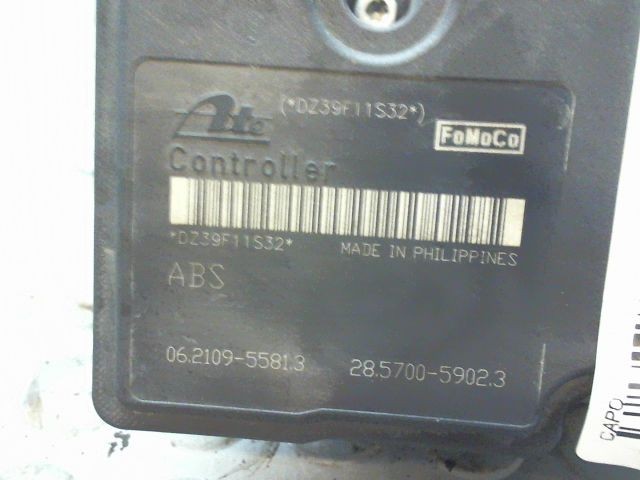 Ate
(*DZ39F11S32*)
FoMoCo
Controller
*DZ39F11S32*
MADE IN PHILIPPINES
ABS
06.2109-5581.3
28.5700-5902.3
CAPO